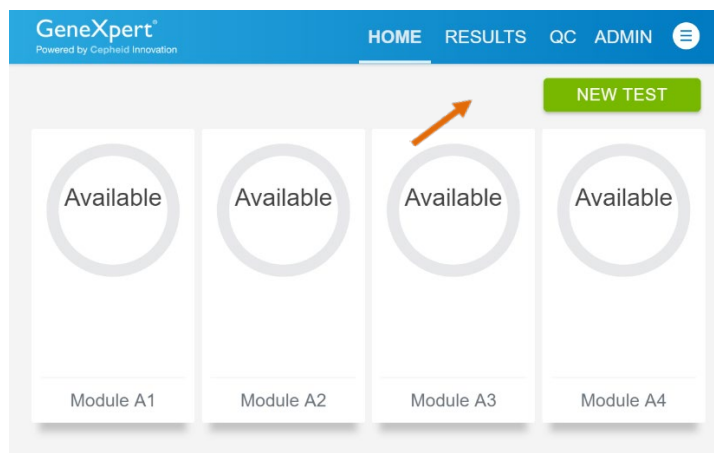 GeneXpert®
Powered by Cepheid Innovation
HOME RESULTS QC ADMIN
NEW TEST
Available Available Available Available
Module A1 Module A2 Module A3 Module A4